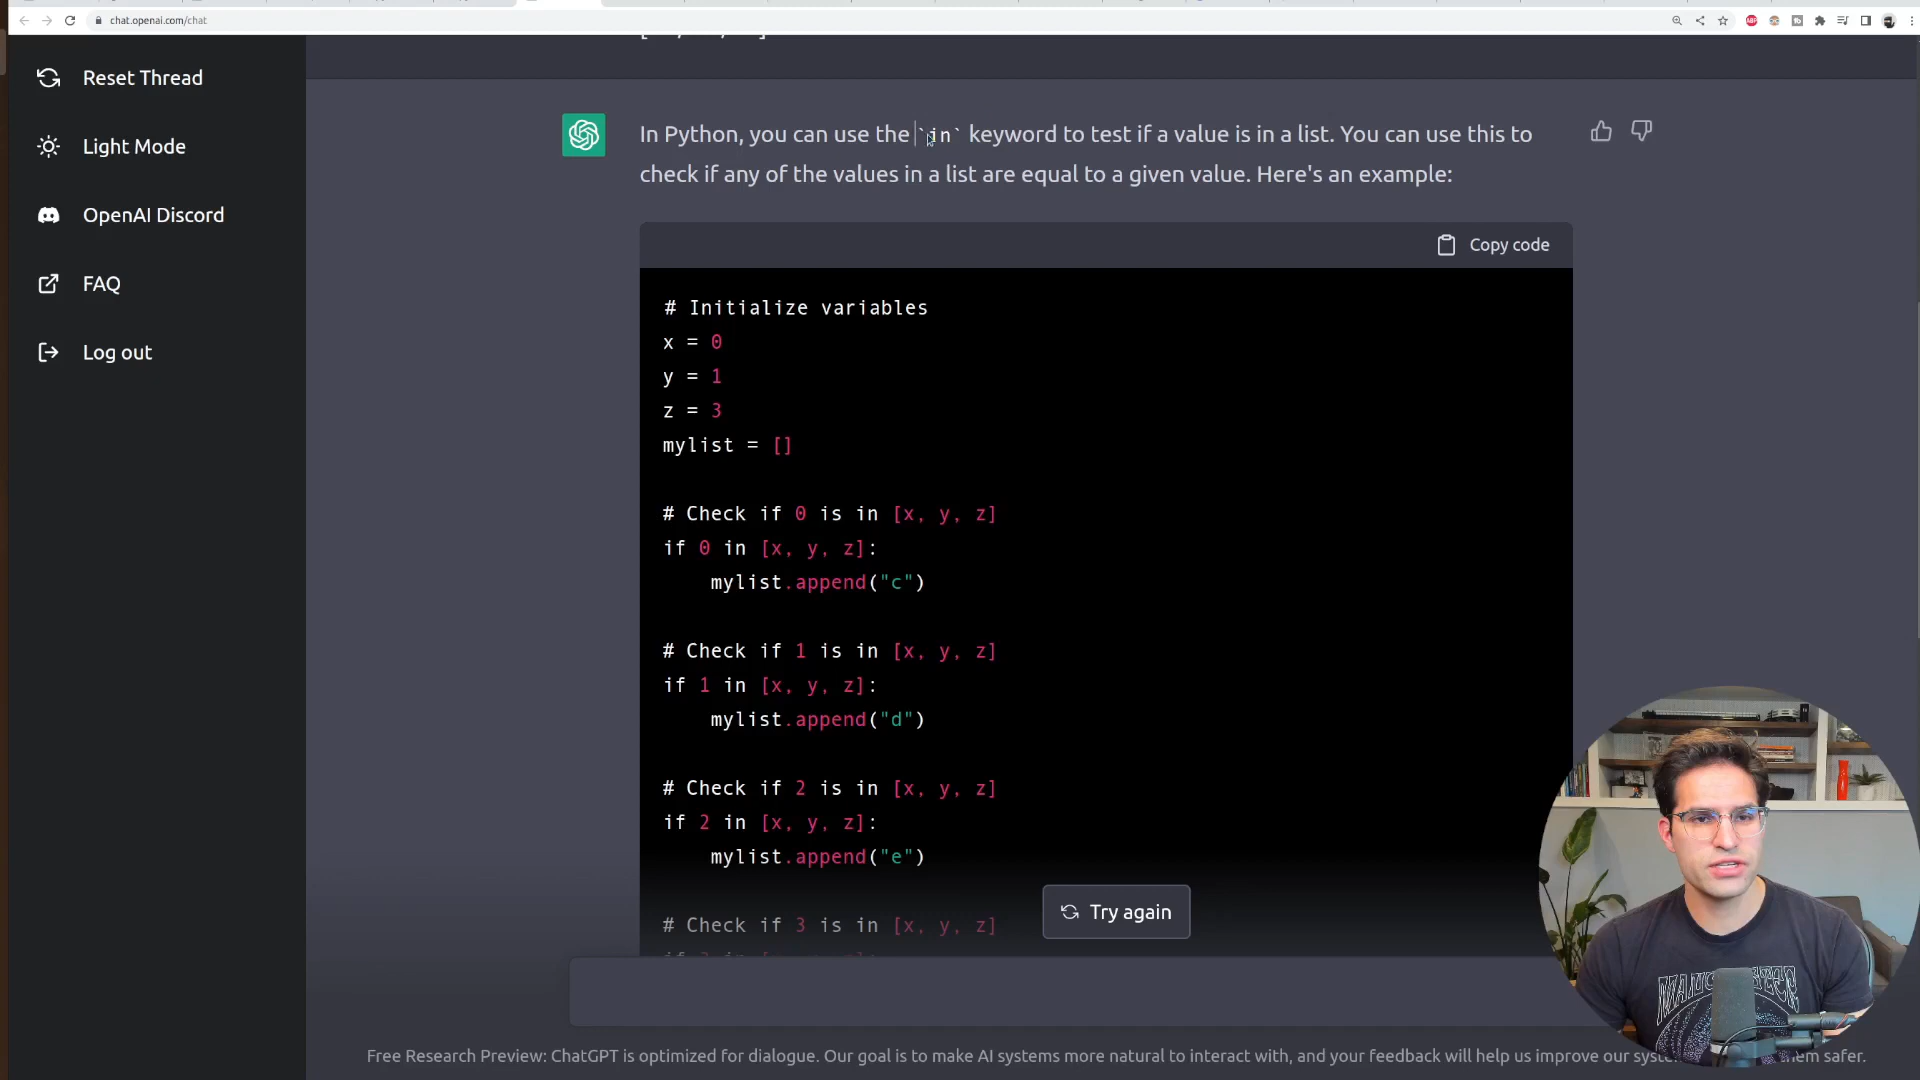 chat.openai.com/chat
Reset Thread
Light Mode
OpenAI Discord
FAQ
Log out
In Python, you can use the `in` keyword to test if a value is in a list. You can use this to
check if any of the values in a list are equal to a given value. Here's an example:
Copy code
# Initialize variables
x = 0
y = 1
z = 3
mylist = []
# Check if 0 is in [x, y, z]
if 0 in [x, y, z]:
mylist.append("c")
# Check if 1 is in [x, y, z]
if 1 in [x, y, z]:
mylist.append("d")
# Check if 2 is in [x, y, z]
if 2 in [x, y, z]:
mylist.append("e")
# Check if 3 is in [x, y, z]
Try again
Free Research Preview: ChatGPT is optimized for dialogue. Our goal is to make AI systems more natural to interact with, and your feedback will help us improve our them safer.
ABP